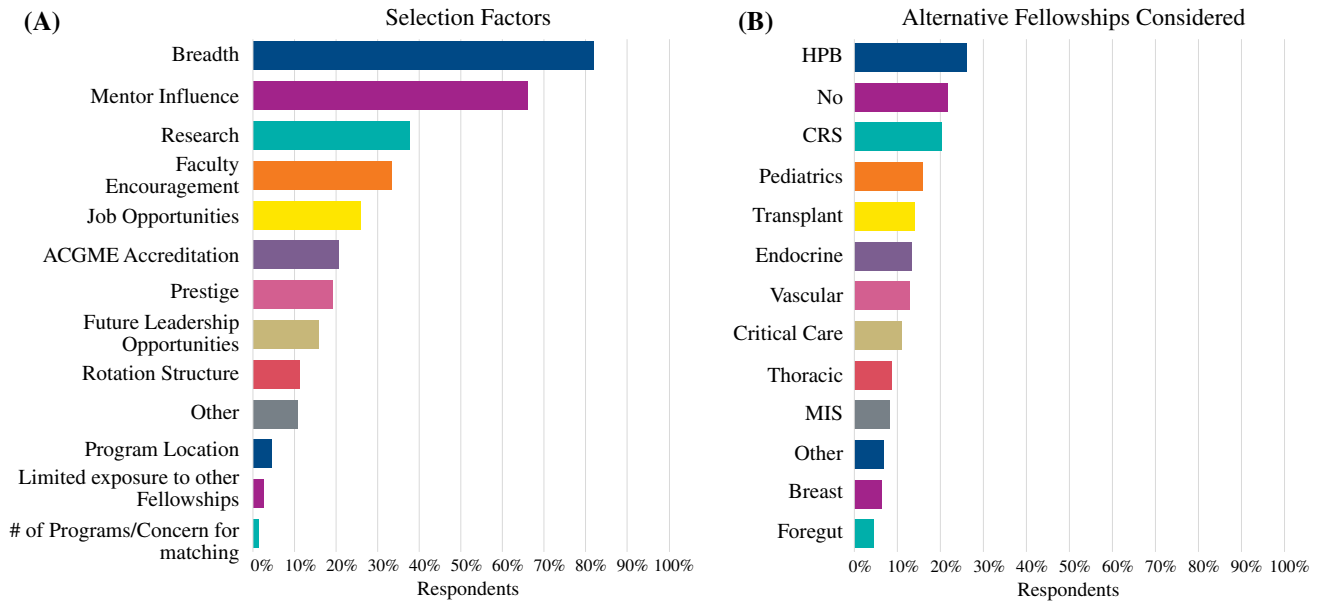 (A)
Selection Factors
Breadth
Mentor Influence
Research
Faculty
Encouragement
Job Opportunities
ACGME Accreditation
Prestige
Future Leadership
Opportunities
Rotation Structure
Other
Program Location
Limited exposure to other
Fellowships
# of Programs/Concern for
matching
0% 10% 20% 30% 40% 50% 60% 70% 80% 90% 100%
Respondents
(B)
Alternative Fellowships Considered
HPB
No
CRS
Pediatrics
Transplant
Endocrine
Vascular
Critical Care
Thoracic
MIS
Other
Breast
Foregut
0% 10% 20% 30% 40% 50% 60% 70% 80% 90% 100%
Respondents